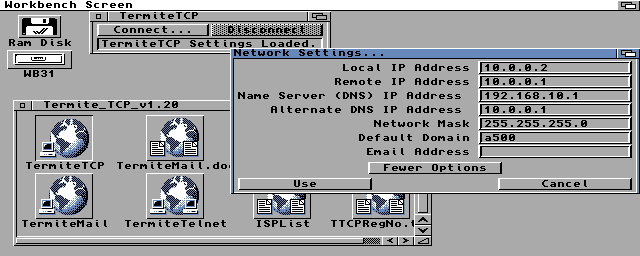 Workbench Screen
Ram Disk
WB31
TermiteTCP
Connect...
Disconnect
TermiteTCP Settings Loaded.
Network Settings...
Local IP Address 10.0.0.2
Remote IP Address 10.0.0.1
Name Server (DNS) IP Address 192.168.10.1
Alternate DNS IP Address 10.0.0.1
Network Mask 255.255.255.0
Default Domain a500
Email Address
Fewer Options
Use
Cancel
Termite_TCP_v1.20
TermiteTCP
TermiteMail.doc
TermiteMail
TermiteTelnet
ISPList
TTCPRegNo.